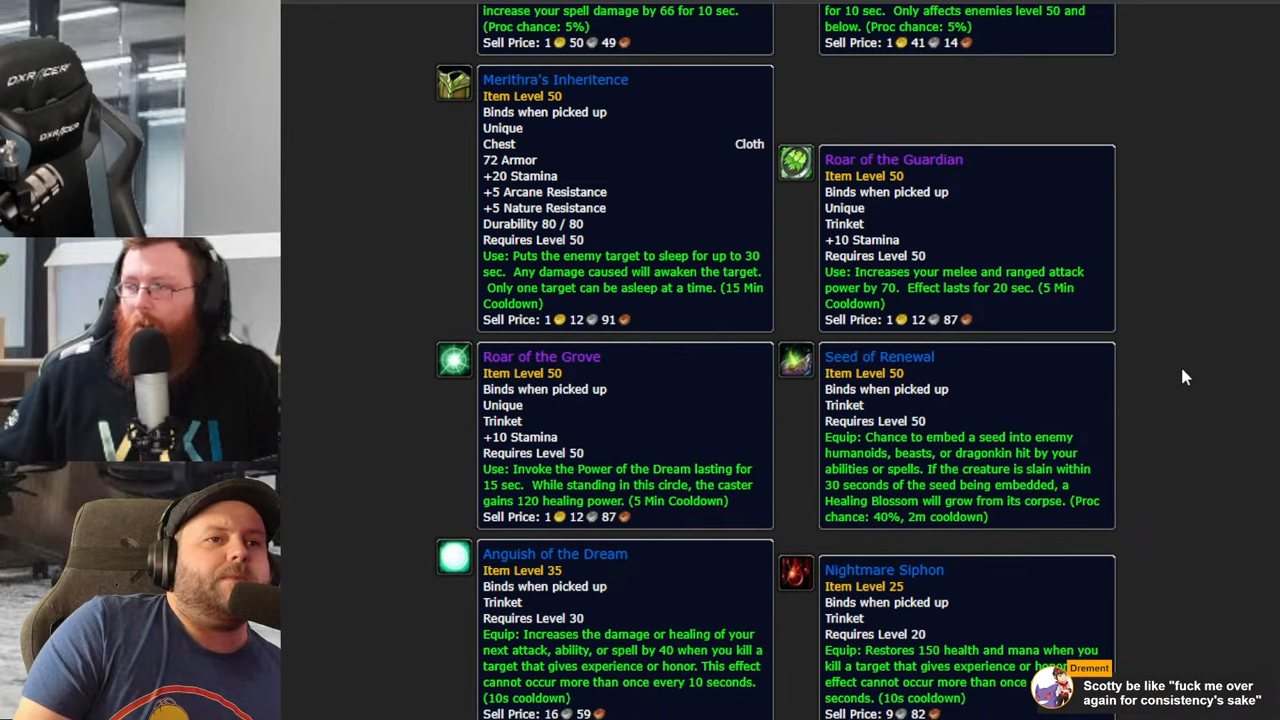 increase your spell damage by 66 for 10 sec.
(Proc chance: 5%)
Sell Price: 1 50 49
for 10 sec. Only affects enemies level 50 and
below. (Proc chance: 5%)
Sell Price: 1 41 14
Merithra's Inheritence
Item Level 50
Binds when picked up
Unique
Chest Cloth
72 Armor
+20 Stamina
+5 Arcane Resistance
+5 Nature Resistance
Durability 80 / 80
Requires Level 50
Use: Puts the enemy target to sleep for up to 30
sec. Any damage caused will awaken the target.
Only one target can be asleep at a time. (15 Min
Cooldown)
Sell Price: 1 12 91
Roar of the Guardian
Item Level 50
Binds when picked up
Unique
Trinket
+10 Stamina
Requires Level 50
Use: Increases your melee and ranged attack
power by 70. Effect lasts for 20 sec. (5 Min
Cooldown)
Sell Price: 1 12 87
Roar of the Grove
Item Level 50
Binds when picked up
Unique
Trinket
+10 Stamina
Requires Level 50
Use: Invoke the Power of the Dream lasting for
15 sec. While standing in this circle, the caster
gains 120 healing power. (5 Min Cooldown)
Sell Price: 1 12 87
Seed of Renewal
Item Level 50
Binds when picked up
Trinket
Requires Level 50
Equip: Chance to embed a seed into enemy
humanoids, beasts, or dragonkin hit by your
abilities or spells. If the creature is slain within
30 seconds of the seed being embedded, a
Healing Blossom will grow from its corpse. (Proc
chance: 40%, 2m cooldown)
Anguish of the Dream
Item Level 35
Binds when picked up
Trinket
Requires Level 30
Equip: Increases the damage or healing of your
next attack, ability, or spell by 40 when you kill a
target that gives experience or honor. This effect
cannot occur more than once every 10 seconds.
(10s cooldown)
Sell Price: 16 59
Nightmare Siphon
Item Level 25
Binds when picked up
Trinket
Requires Level 20
Equip: Restores 150 health and mana when you
kill a target that gives experience or
effect cannot occur more than once
seconds. (10s cooldown)
Sell Price: 9 82
Drement
Scotty be like "fuck me over
again for consistency's sake"
DXRACER
DXRACER